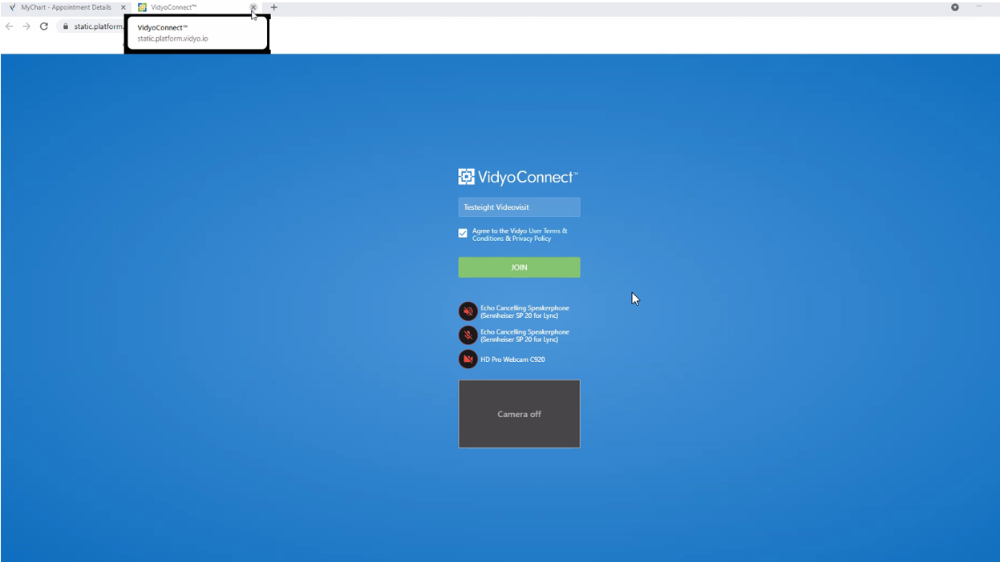 MyChart - Appointment Details
VidyoConnect™
static.platform.
VidyoConnect™
static.platform.vidyo.io
VidyoConnect™
Testeight Videovisit
Agree to the Vidyo User Terms &
Conditions & Privacy Policy
JOIN
Echo Cancelling Speakerphone
(Sennheiser SP 20 for Lync)
Echo Cancelling Speakerphone
(Sennheiser SP 20 for Lync)
HD Pro Webcam C920
Camera off